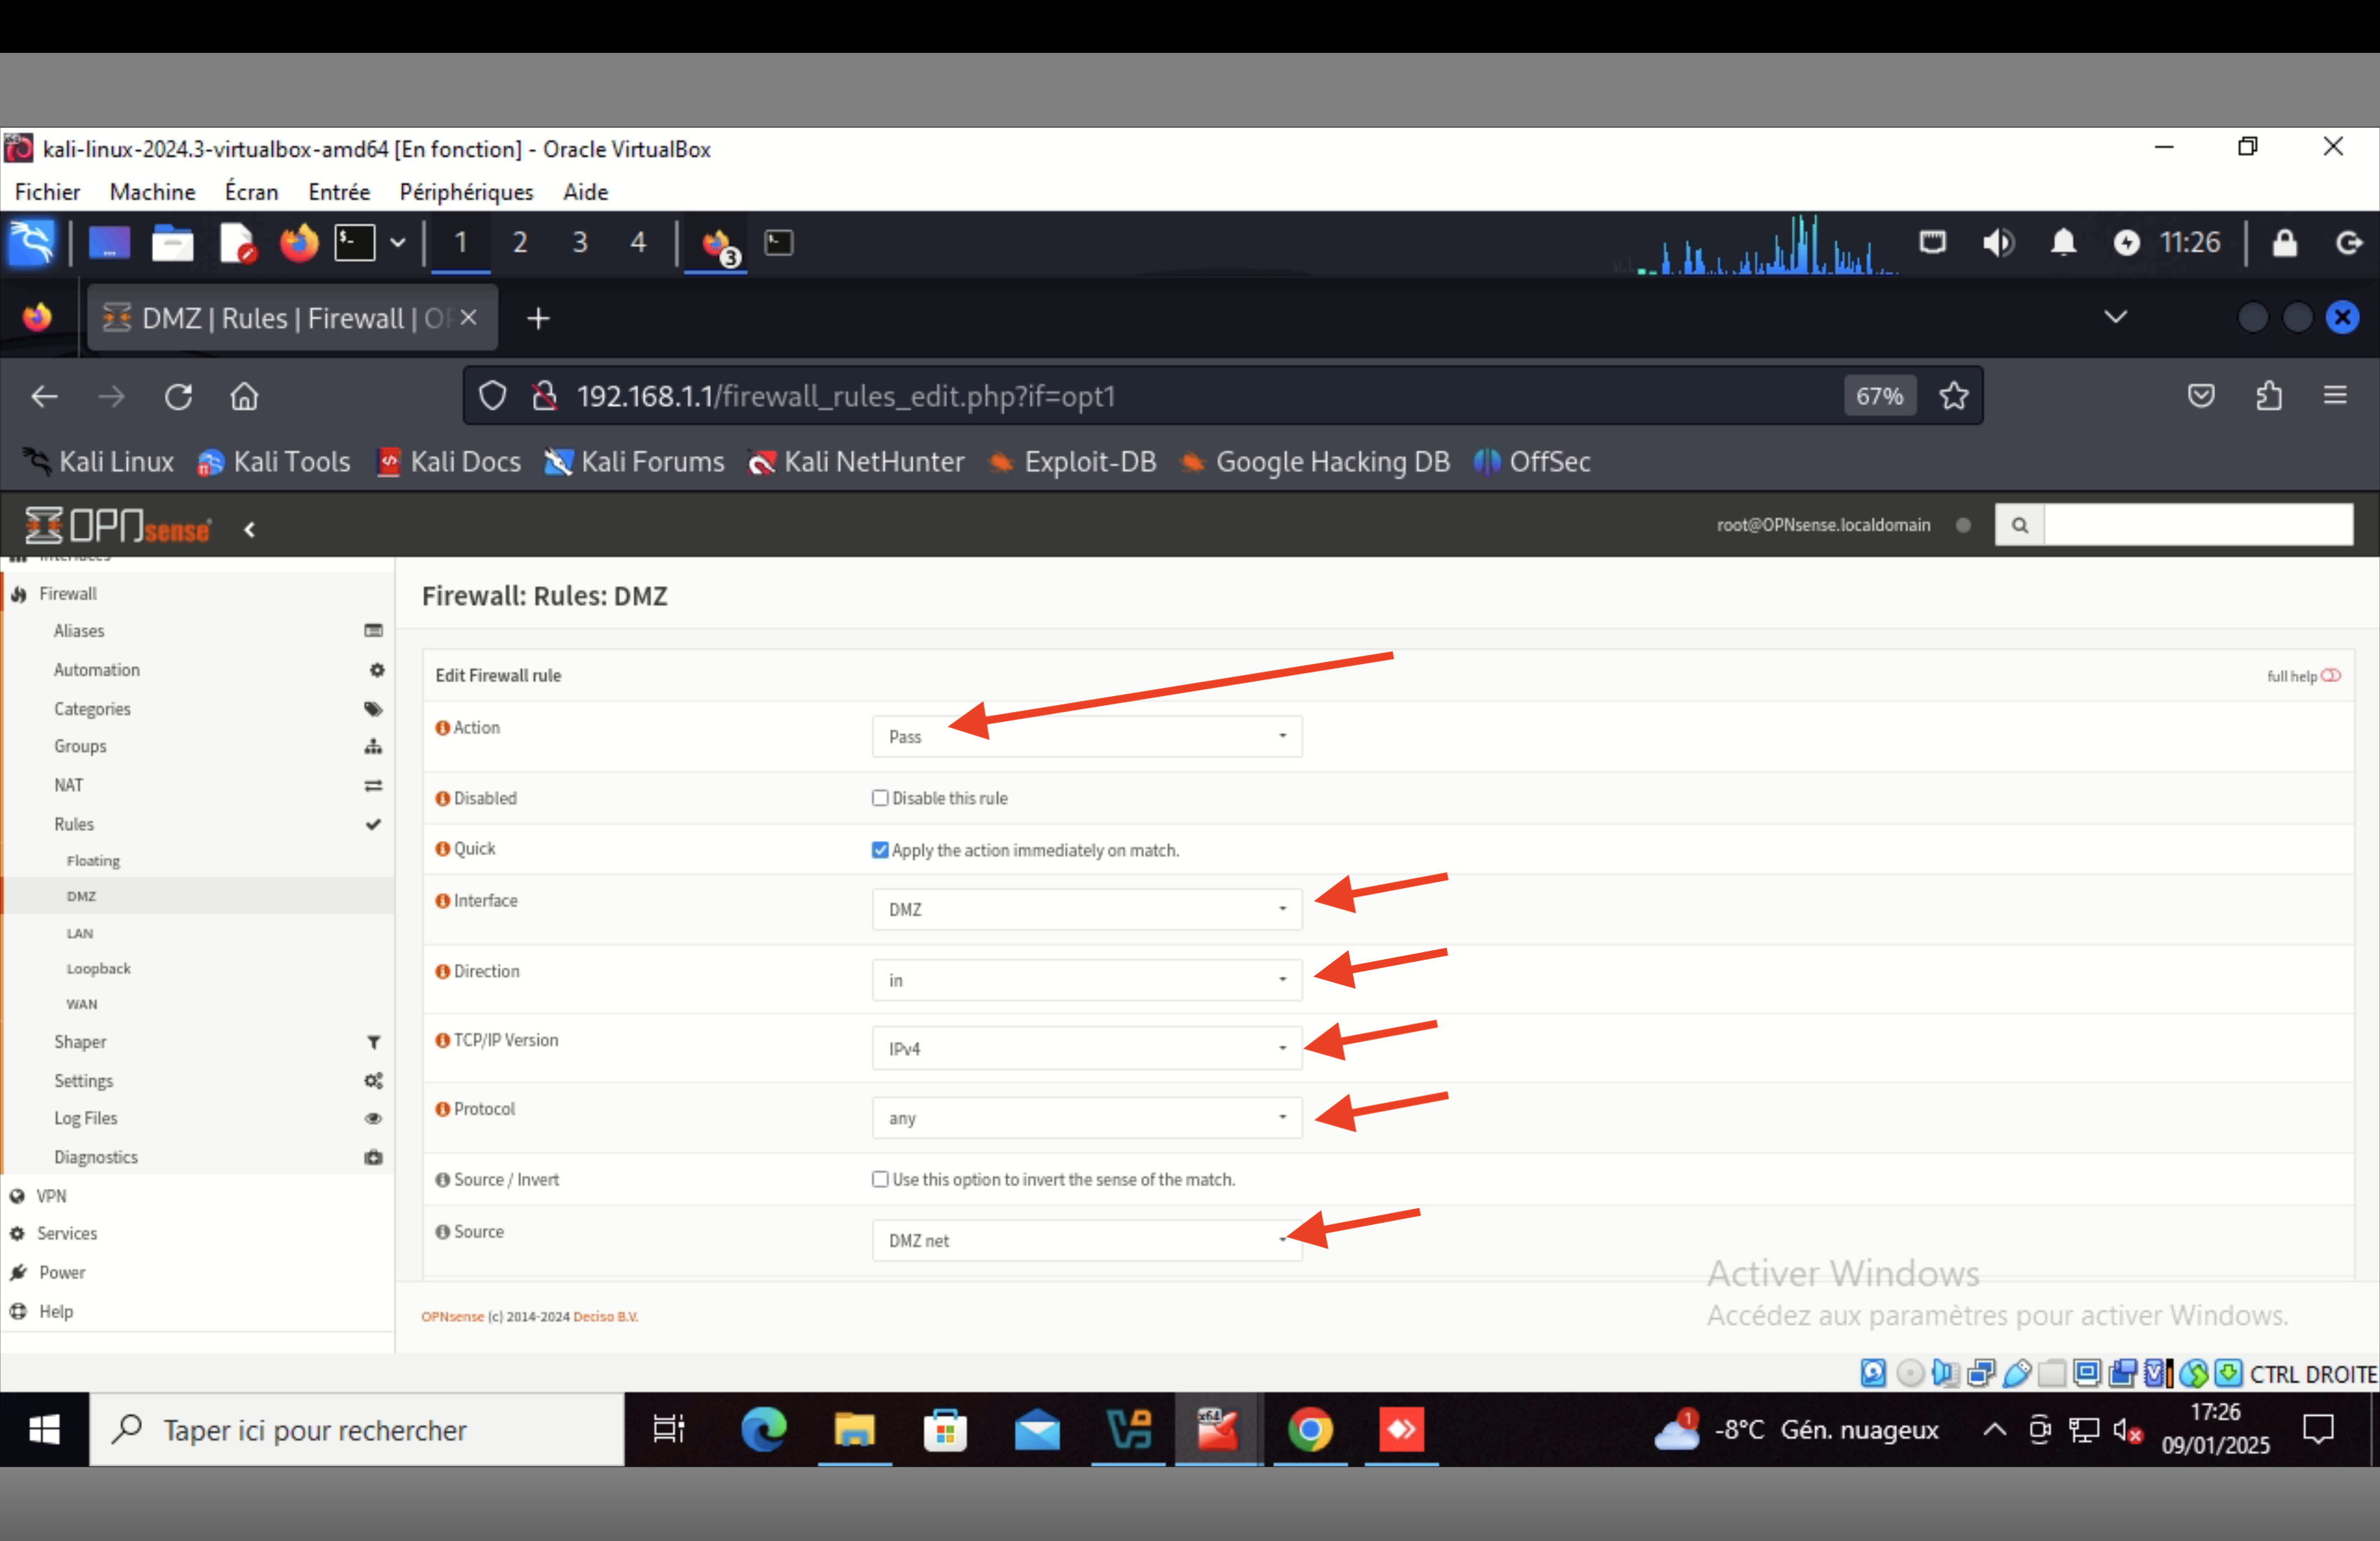 kali-linux-2024.3-virtualbox-amd64 [En fonction] - Oracle VirtualBox
Fichier Machine Écran Entrée Périphériques Aide
1 2 3 4 3 11:26
DMZ | Rules | Firewall | OP
192.168.1.1/firewall_rules_edit.php?if=opt1 67%
Kali Linux Kali Tools Kali Docs Kali Forums Kali NetHunter Exploit-DB Google Hacking DB OffSec
OPNsense root@OPNsense.localdomain
Interfaces
Firewall
Aliases
Automation
Categories
Groups
NAT
Rules
Floating
DMZ
LAN
Loopback
WAN
Shaper
Settings
Log Files
Diagnostics
VPN
Services
Power
Help
Firewall: Rules: DMZ
Edit Firewall rule full help
Action Pass
Disabled Disable this rule
Quick Apply the action immediately on match.
Interface DMZ
Direction in
TCP/IP Version IPv4
Protocol any
Source / Invert Use this option to invert the sense of the match.
Source DMZ net
OPNsense (c) 2014-2024 Deciso B.V.
Activer Windows
Accédez aux paramètres pour activer Windows.
CTRL DROITE
Taper ici pour rechercher
x64
1
-8°C Gén. nuageux
17:26
09/01/2025